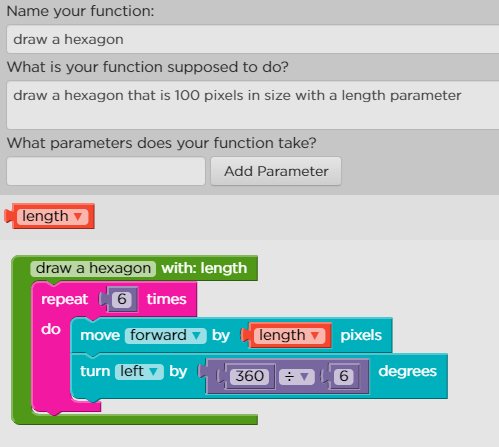 Name your function:
draw a hexagon
What is your function supposed to do?
draw a hexagon that is 100 pixels in size with a length parameter
What parameters does your function take?
Add Parameter
length ▼
draw a hexagon with: length
repeat 6 times
do move forward ▼ by length ▼ pixels
turn left ▼ by 360 ÷ ▼ 6 degrees